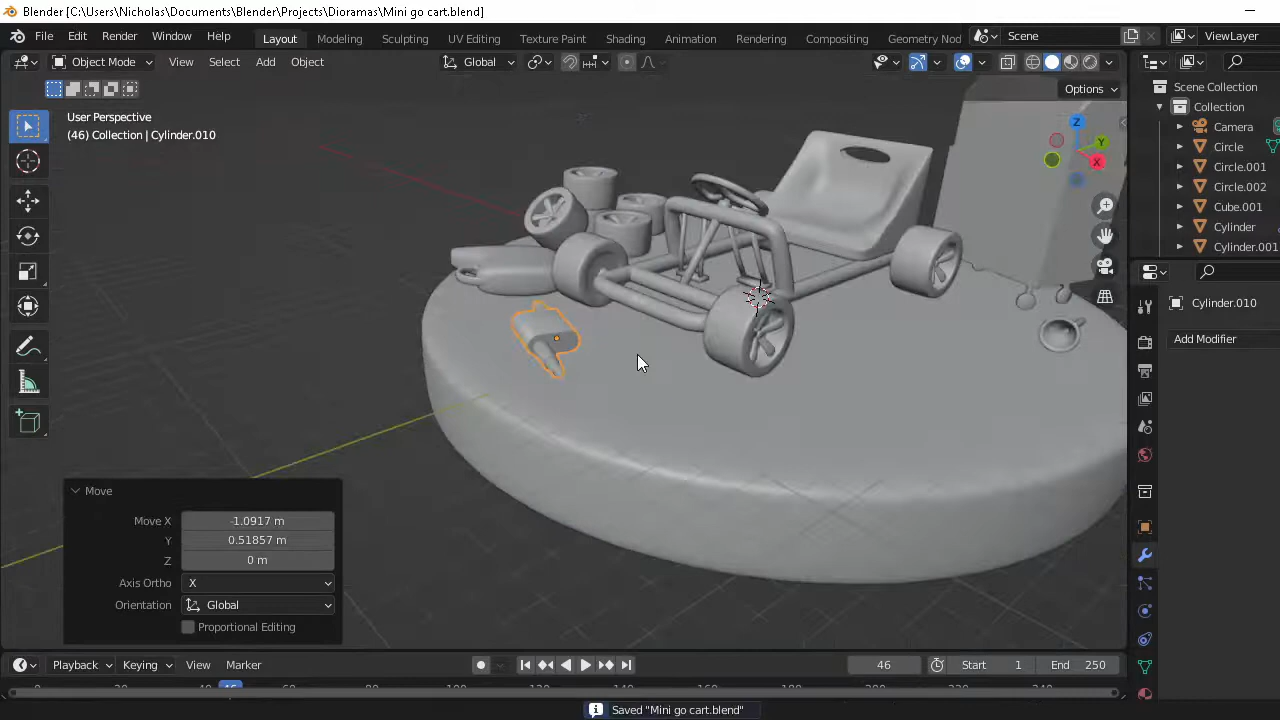 Blender [C:\Users\Nicholas\Documents\Blender\Projects\Dioramas\Mini go cart.blend]
File Edit Render Window Help Layout Modeling Sculpting UV Editing Texture Paint Shading Animation Rendering Compositing Geometry Nod Scene ViewLayer
Object Mode View Select Add Object Global
Options
User Perspective
(46) Collection | Cylinder.010
Z
Y
X
Scene Collection
Collection
Camera
Circle
Circle.001
Circle.002
Cube.001
Cylinder
Cylinder.001
Cylinder.010
Add Modifier
Move
Move X -1.0917 m
Y 0.51857 m
Z 0 m
Axis Ortho X
Orientation Global
Proportional Editing
Playback Keying View Marker 46 Start 1 End 250
Saved "Mini go cart.blend"